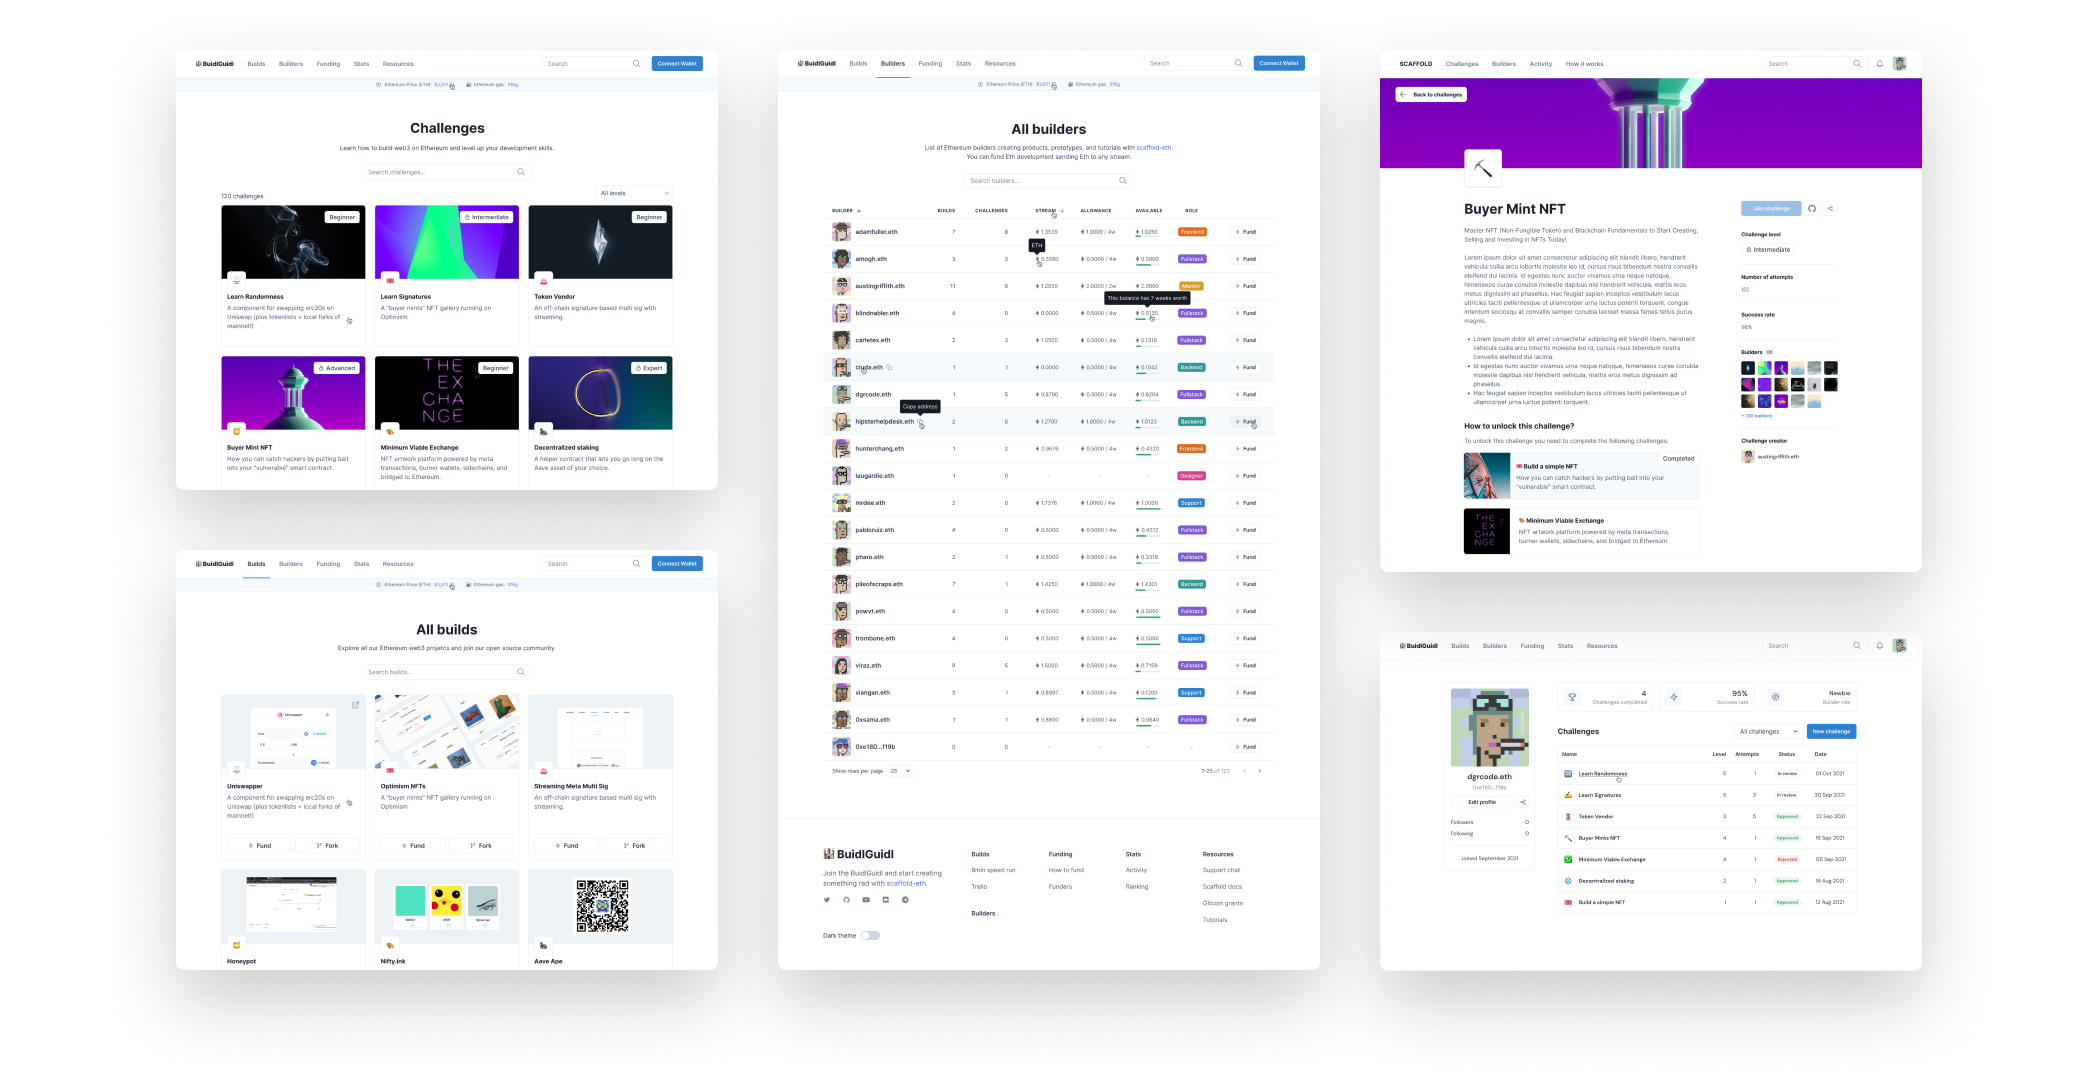 BuidlGuidl Builds Builders Funding Stats Resources Search Connect Wallet
Ethereum Price (ETH): Ethereum gas:
Challenges
Learn how to build web3 on Ethereum and level up your development skills.
Search challenges...
120 challenges All levels
Beginner Intermediate Beginner
Learn Randomness
A component for swapping erc20s on
Uniswap (plus tokenlists + local forks of
mainnet!)
Learn Signatures
A "buyer mints" NFT gallery running on
Optimism
Token Vendor
An off-chain signature based multi sig with
streaming.
Advanced Beginner Expert
THE
EX
CHA
NGE
Buyer Mint NFT
How you can catch hackers by putting bait
into your "vulnerable" smart contract.
Minimum Viable Exchange
NFT artwork platform powered by meta
transactions, burner wallets, sidechains, and
bridged to Ethereum.
Decentralized staking
A helper contract that lets you go long on the
Aave asset of your choice.
BuidlGuidl Builds Builders Funding Stats Resources Search Connect Wallet
Ethereum Price (ETH): Ethereum gas:
All builds
Explore all our Ethereum web3 projetcs and join our open source community.
Search builds...
Uniswapper
A component for swapping erc20s on
Uniswap (plus tokenlists + local forks of
mainnet!)
Fund Fork
Optimism NFTs
A "buyer mints" NFT gallery running on
Optimism
Fund Fork
Streaming Meta Multi Sig
An off-chain signature based multi sig with
streaming.
Fund Fork
Honeypot Nifty.ink Aave Ape
BuidlGuidl Builds Builders Funding Stats Resources Search Connect Wallet
Ethereum Price (ETH): Ethereum gas:
All builders
List of Ethereum builders creating products, prototypes, and tutorials with scaffold-eth.
You can fund Eth development sending Eth to any stream.
Search builders...
BUILDER BUILDS CHALLENGES STREAM ALLOWANCE AVAILABLE ROLE
adamfuller.eth 7 8 1.3539 1.0000 / 4w 1.0250 Frontend Fund
ETH
amogh.eth 3 3 0.5590 0.5000 / 4w 0.5000 Fullstack Fund
austingriffith.eth 11 8 1.2939 2.0000 / 2w 2.0000 Mentor Fund
This balance has 7 weeks worth
blindnabler.eth 4 0 0.0000 0.5000 / 4w Fullstack Fund
carletex.eth 2 3 1.0500 0.5000 / 4w 0.1318 Fullstack Fund
1 1 0.0000 0.5000 / 4w 0.1042 Backend Fund
dgrcode.eth 1 5 0.8700 0.5000 / 4w 0.6204 Fullstack Fund
Copy address
hipsterhelpdesk.eth 2 0 1.2700 1.0000 / 4w 1.0125 Backend Fund
hunterchang.eth 1 2 0.9676 0.5000 / 4w 0.4320 Frontend Fund
laugardie.eth 1 0 - - - Designer Fund
mrdee.eth 2 0 1.7376 1.0000 / 4w 1.0000 Support Fund
pabloruiz.eth 4 0 0.5000 0.5000 / 4w 0.4312 Fullstack Fund
pharo.eth 2 1 0.5000 0.5000 / 4w 0.3319 Fullstack Fund
pileofscraps.eth 7 1 1.4250 1.0000 / 4w 1.4301 Backend Fund
powvt.eth 4 0 0.5000 0.5000 / 4w 0.5000 Fullstack Fund
trombone.eth 4 0 0.5000 0.5000 / 4w 0.5000 Support Fund
viraz.eth 9 5 1.5000 0.5000 / 4w 0.7159 Fullstack Fund
xiangan.eth 3 1 0.8997 0.5000 / 4w 0.1200 Support Fund
0xsama.eth 1 1 0.8800 0.5000 / 4w 0.0640 Fullstack Fund
0xe18D...f19b 0 0 - - - - Fund
Show rows per page 25 1-25 of 123
BuidlGuidl
Join the BuidlGuidl and start creating
something rad with scaffold-eth.
Dark theme
Builds
8min speed run
Trello
Builders
Funding
How to fund
Funders
Stats
Activity
Ranking
Resources
Support chat
Scaffold docs
Gitcoin grants
Tutorials
SCAFFOLD Challenges Builders Activity How it works Search
Back to challenges
Buyer Mint NFT
Master NFT (Non-Fungible Token) and Blockchain Fundamentals to Start Creating,
Selling and Investing in NFTs Today!
Lorem ipsum dolor sit amet consectetur adipiscing elit blandit libero, hendrerit
vehicula cuilla arcu lobortis molestie leo id, cursus risus bibendum nostra convallis
eleifend dui lacinia. Id egestas nunc auctor vivamus urna neque natoque,
himenaeos curae conubia mattis dapibus nisl hendrerit vehicula, mattis eros
metus dignissim ad phasellus. Hac feugiat sapien inceptos vestibulum lacus
ultricies taciti pellentesque ut ullamcorper urna luctus potenti torquent, congue
interdum sociosqu at conubia semper conubia laoreet massa fames tellus purus
magnis.
• Lorem ipsum dolor sit amet consectetur adipiscing elit blandit libero, hendrerit
vehicula cuilla arcu lobortis molestie leo id, cursus risus bibendum nostra
convallis eleifend dui lacinia.
• Id egestas nunc auctor vivamus urna neque natoque, himenaeos curae conubia
molestie dapibus nisl hendrerit vehicula, mattis eros metus dignissim ad
phasellus.
• Hac feugiat sapien inceptos vestibulum lacus ultricies taciti pellentesque ut
ullamcorper urna luctus potenti torquent.
How to unlock this challenge?
To unlock this challenge you need to complete the following challenges:
Completed
Build a simple NFT
How you can catch hackers by putting bait into your
"vulnerable" smart contract.
THE
EX
CHA
NGE
Minimum Viable Exchange
NFT artwork platform powered by meta transactions,
burner wallets, sidechains, and bridged to Ethereum.
Join challenge
Challenge level
Intermediate
Number of attempts
132
Success rate
96%
Builders
+ 100 builders
Challenge creator
austingriffith.eth
BuidlGuidl Builds Builders Funding Stats Resources Search
dgrcode.eth
0xe18D...f19b
Edit profile
Followers 0
Following 0
Joined September 2021
4
Challenges completed
95%
Success rate
Newbie
Builder role
Challenges All challenges New challenge
Name Level Attempts Status Date
Learn Randomness 5 1 In review 01 Oct 2021
Learn Signatures 5 3 In review 30 Sep 2021
Token Vendor 3 5 Approved 22 Sep 2021
Buyer Mints NFT 4 1 Approved 16 Sep 2021
Minimum Viable Exchange 4 1 Rejected 05 Sep 2021
Decentralized staking 2 1 Approved 16 Aug 2021
Build a simple NFT 1 1 Approved 12 Aug 2021